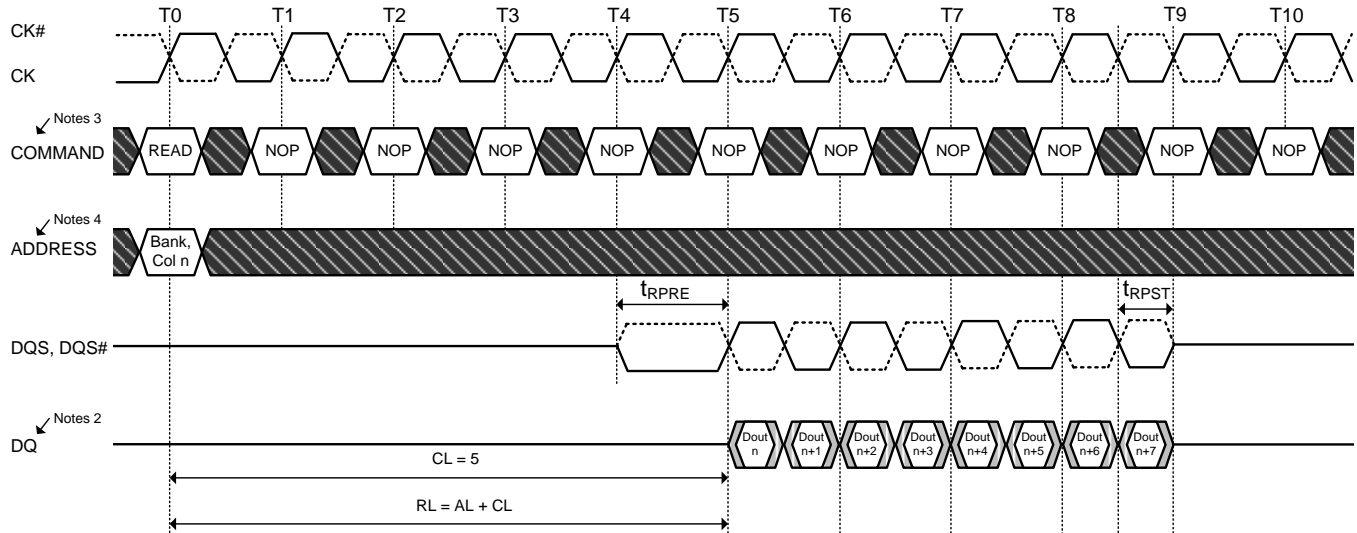 T0 T1 T2 T3 T4 T5 T6 T7 T8 T9 T10
CK#
CK
Notes 3
COMMAND READ NOP NOP NOP NOP NOP NOP NOP NOP NOP NOP
Notes 4
ADDRESS
Bank,
Col n
tRPRE tRPST
DQS, DQS#
Notes 2
DQ
Dout n
Dout n+1
Dout n+2
Dout n+3
Dout n+4
Dout n+5
Dout n+6
Dout n+7
CL = 5
RL = AL + CL